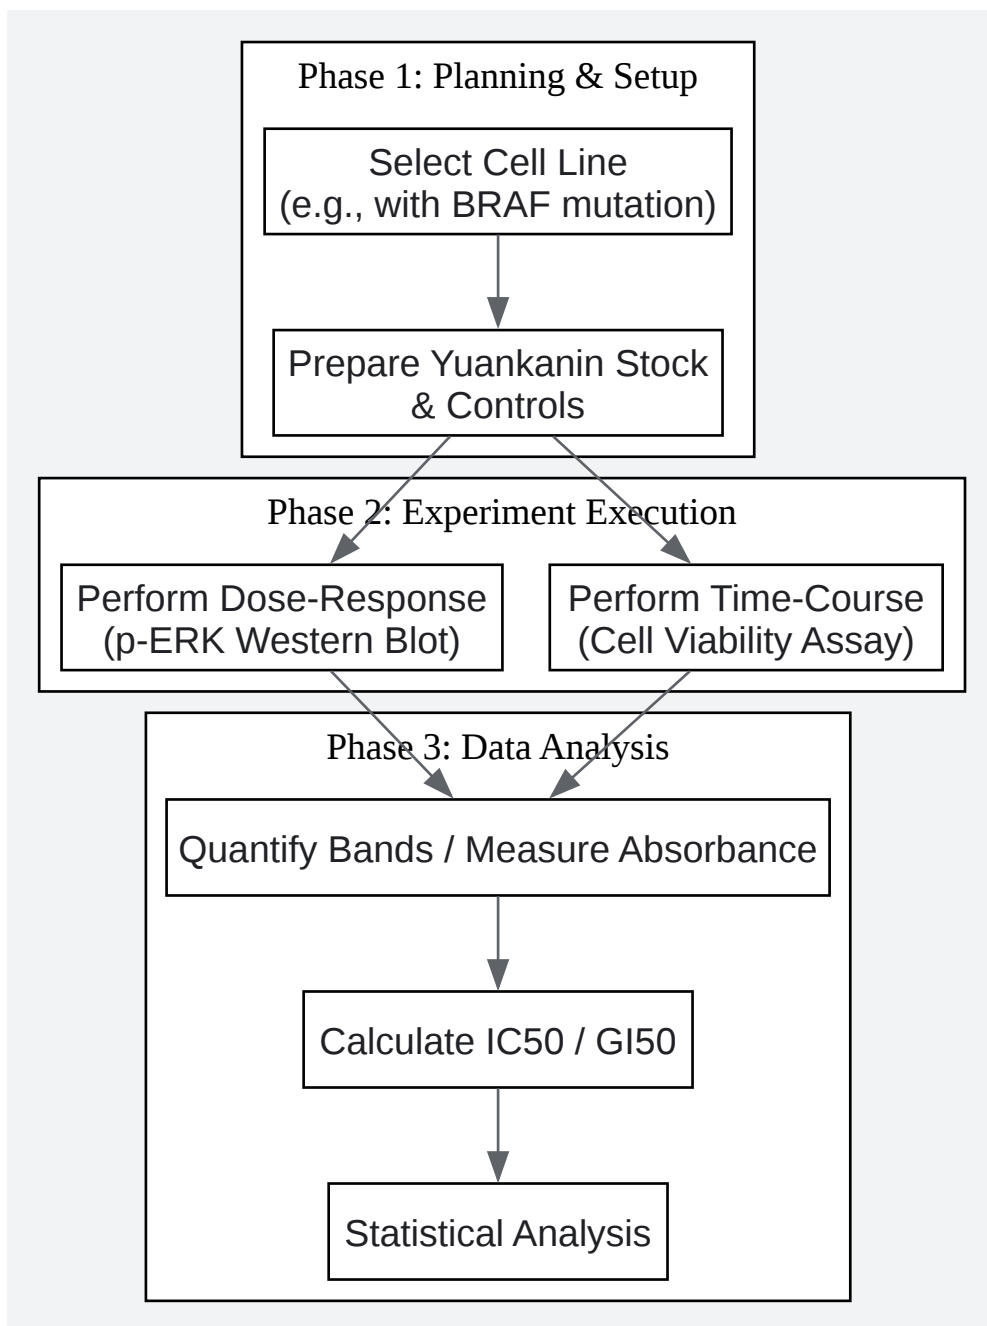 Phase 1: Planning & Setup
Select Cell Line
(e.g., with BRAF mutation)
Prepare Yuankanin Stock
& Controls
Phase 2: Experiment Execution
Perform Dose-Response
(p-ERK Western Blot)
Perform Time-Course
(Cell Viability Assay)
Phase 3: Data Analysis
Quantify Bands / Measure Absorbance
Calculate IC50 / GI50
Statistical Analysis